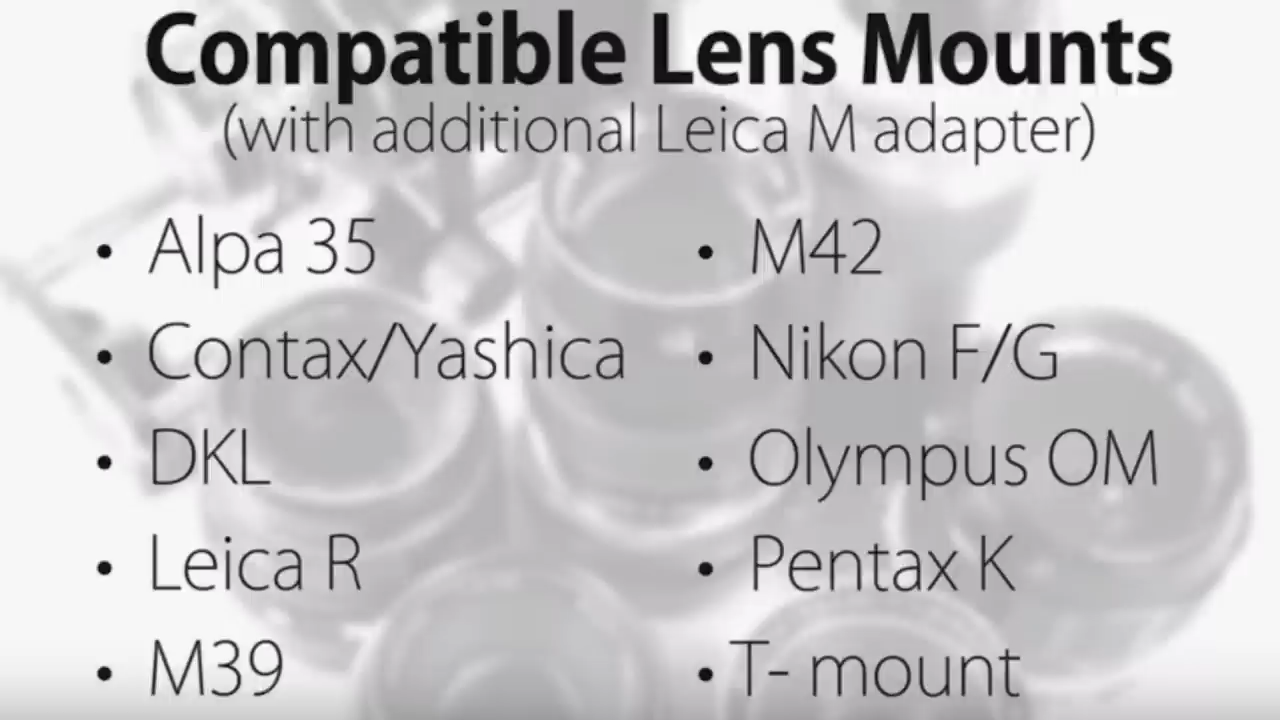 Compatible Lens Mounts
(with additional Leica M adapter)
• Alpa 35
• Contax/Yashica
• DKL
• Leica R
• M39
• M42
• Nikon F/G
• Olympus OM
• Pentax K
• T- mount